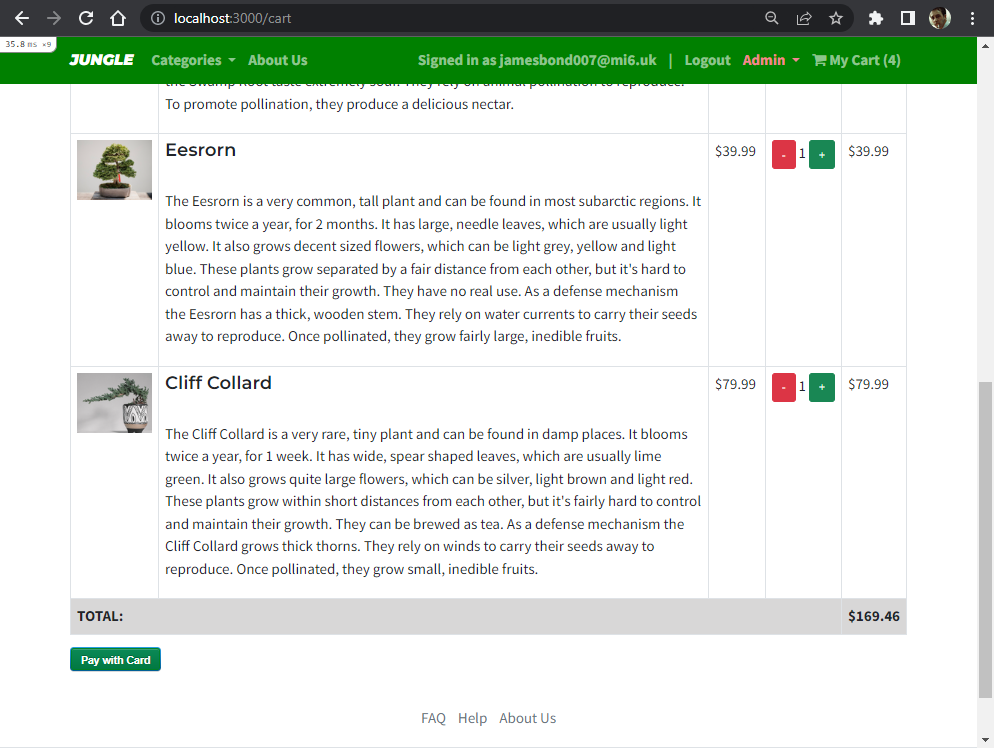 localhost:3000/cart
35.8 ms ×9
JUNGLE Categories About Us Signed in as jamesbond007@mi6.uk | Logout Admin My Cart (4)
the Swamp Root taste extremely sour. They rely on animal pollination to reproduce.
To promote pollination, they produce a delicious nectar.
Eesrorn $39.99 - 1 + $39.99
The Eesrorn is a very common, tall plant and can be found in most subarctic regions. It
blooms twice a year, for 2 months. It has large, needle leaves, which are usually light
yellow. It also grows decent sized flowers, which can be light grey, yellow and light
blue. These plants grow separated by a fair distance from each other, but it's hard to
control and maintain their growth. They have no real use. As a defense mechanism
the Eesrorn has a thick, wooden stem. They rely on water currents to carry their seeds
away to reproduce. Once pollinated, they grow fairly large, inedible fruits.
Cliff Collard $79.99 - 1 + $79.99
The Cliff Collard is a very rare, tiny plant and can be found in damp places. It blooms
twice a year, for 1 week. It has wide, spear shaped leaves, which are usually lime
green. It also grows quite large flowers, which can be silver, light brown and light red.
These plants grow within short distances from each other, but it's fairly hard to control
and maintain their growth. They can be brewed as tea. As a defense mechanism the
Cliff Collard grows thick thorns. They rely on winds to carry their seeds away to
reproduce. Once pollinated, they grow small, inedible fruits.
TOTAL: $169.46
Pay with Card
FAQ Help About Us